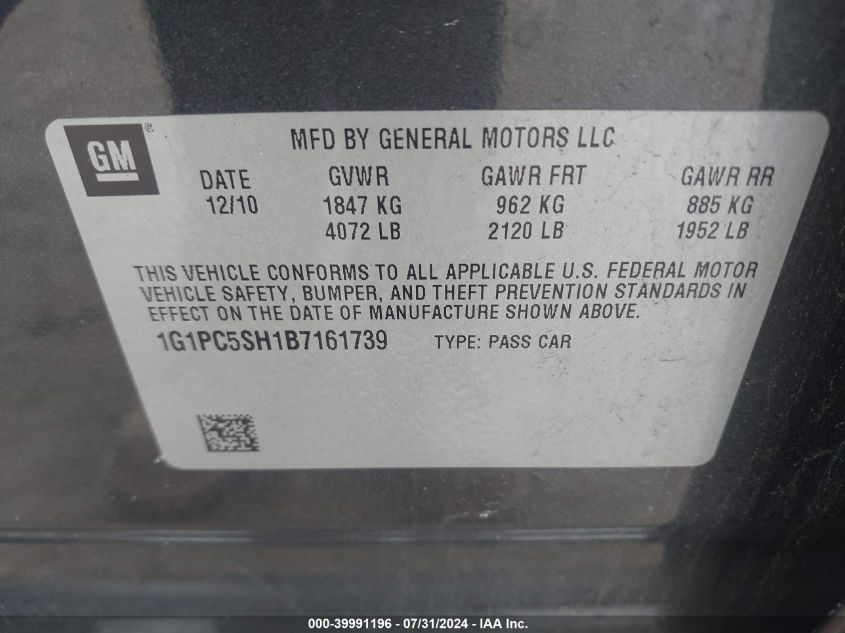 GM ®
MFD BY GENERAL MOTORS LLC
DATE GVWR GAWR FRT GAWR RR
12/10 1847 KG 962 KG 885 KG
4072 LB 2120 LB 1952 LB
THIS VEHICLE CONFORMS TO ALL APPLICABLE U.S. FEDERAL MOTOR
VEHICLE SAFETY, BUMPER, AND THEFT PREVENTION STANDARDS IN
EFFECT ON THE DATE OF MANUFACTURE SHOWN ABOVE.
1G1PC5SH1B7161739 TYPE: PASS CAR
000-39991196 - 07/31/2024 - IAA Inc.